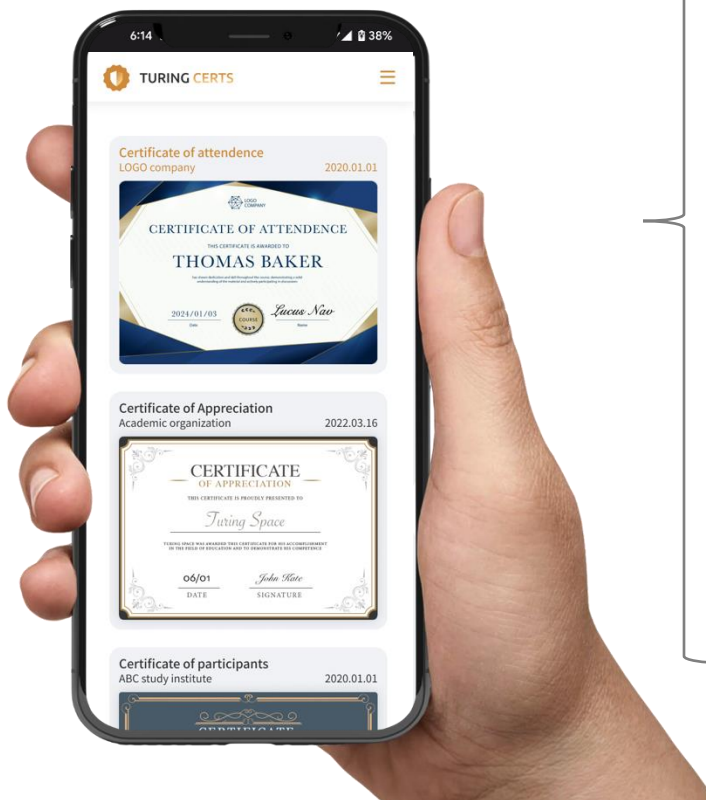 6:14
38%
TURING CERTS
Certificate of attendence
LOGO company 2020.01.01
LOGO
COMPANY
CERTIFICATE OF ATTENDENCE
THIS CERTIFICATE IS AWARDED TO
THOMAS BAKER
2024/01/03 COURSE Lucus Nav
Date Name
Certificate of Appreciation
Academic organization 2022.03.16
CERTIFICATE
OF APPRECIATION
THIS CERTIFICATE IS PROUDLY PRESENTED TO
Turing Space
TURING SPACE WAS AWARDED THIS CERTIFICATE FOR HIS ACCOMPLISHMENT
IN THE FIELD OF EDUCATION AND TO DEMONSTRATE HIS COMPETENCE
06/01 John Kate
DATE SIGNATURE
Certificate of participants
ABC study institute 2020.01.01
CERTIFICATE